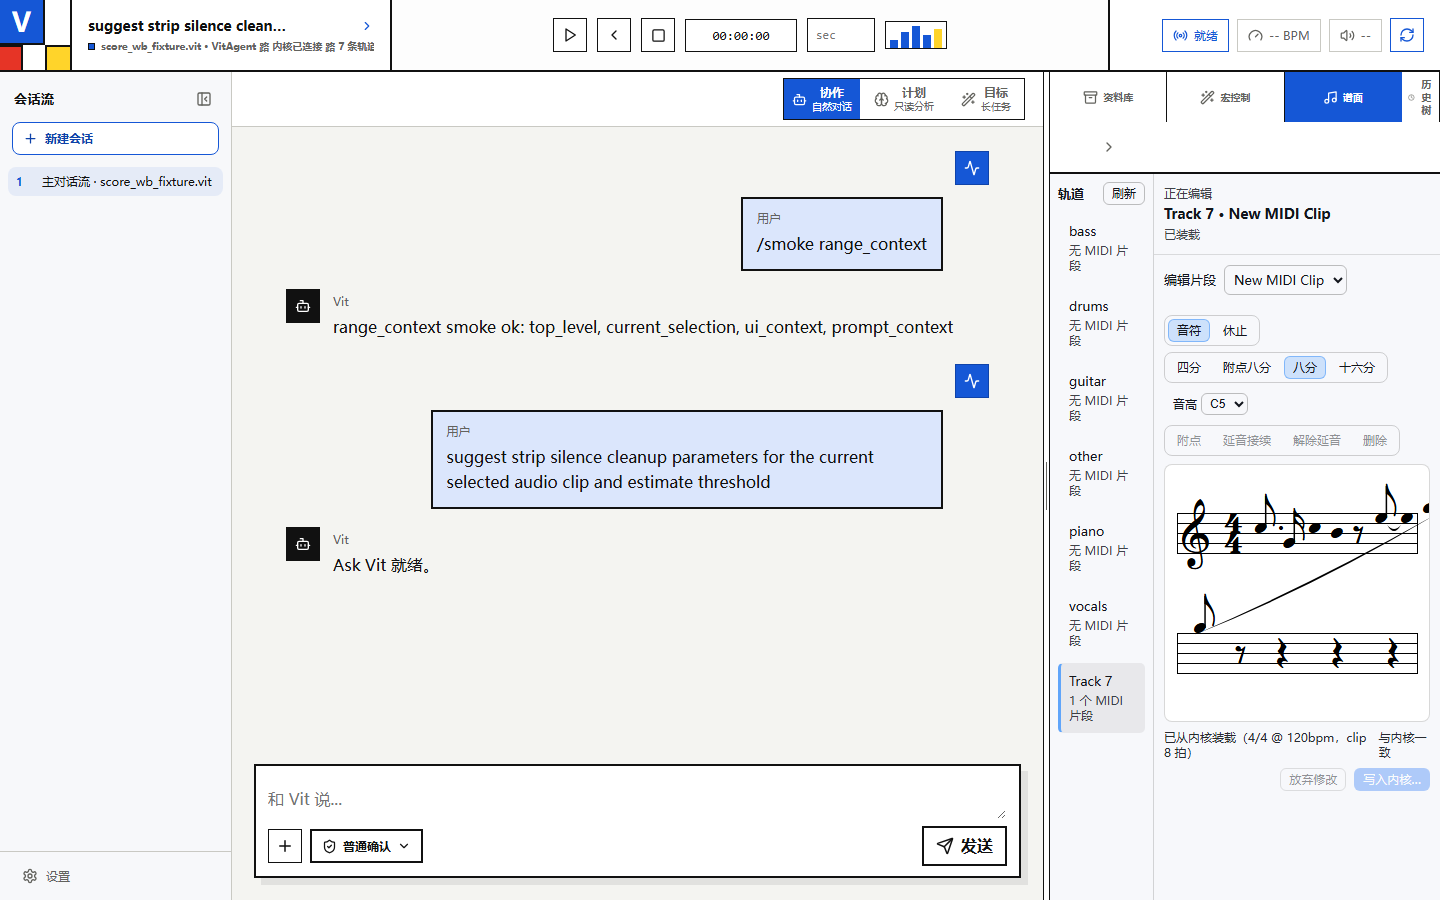 V
suggest strip silence clean...
score_wb_fixture.vit • VitAgent 路 内核已连接 路 7 条轨
00:00:00
sec
就绪
-- BPM
--
会话流
新建会话
1 主对话流 · score_wb_fixture.vit
设置
协作
自然对话
计划
只读分析
目标
长任务
用户
/smoke range_context
Vit
range_context smoke ok: top_level, current_selection, ui_context, prompt_context
用户
suggest strip silence cleanup parameters for the current
selected audio clip and estimate threshold
Vit
Ask Vit 就绪。
和 Vit 说...
普通确认
发送
资料库
宏控制
谱面
历
史
树
轨道
刷新
bass
无 MIDI 片
段
drums
无 MIDI 片
段
guitar
无 MIDI 片
段
other
无 MIDI 片
段
piano
无 MIDI 片
段
vocals
无 MIDI 片
段
Track 7
1 个 MIDI
片段
正在编辑
Track 7 • New MIDI Clip
已装载
编辑片段 New MIDI Clip
音符 休止
四分 附点八分 八分 十六分
音高 C5
附点 延音接续 解除延音 删除
4
4
已从内核装载（4/4 @ 120bpm，clip
8 拍）
与内核一
致
放弃修改 写入内核...